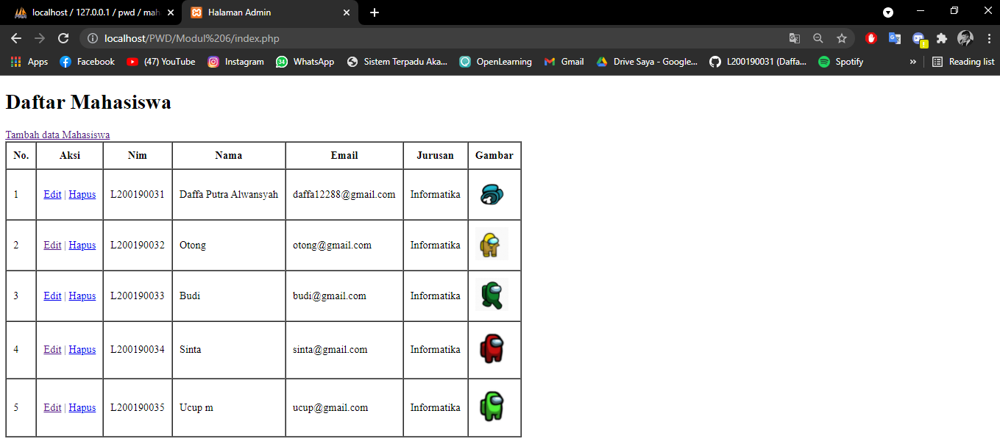 localhost / 127.0.0.1 / pwd / mah
Halaman Admin
localhost/PWD/Modul%206/index.php
Apps Facebook (47) YouTube Instagram 34 WhatsApp Sistem Terpadu Aka... OpenLearning Gmail Drive Saya - Google... L200190031 (Daffa... Spotify » Reading list
Daftar Mahasiswa
Tambah data Mahasiswa
No. Aksi Nim Nama Email Jurusan Gambar
1 Edit | Hapus L200190031 Daffa Putra Alwansyah daffa12288@gmail.com Informatika
2 Edit | Hapus L200190032 Otong otong@gmail.com Informatika
3 Edit | Hapus L200190033 Budi budi@gmail.com Informatika
4 Edit | Hapus L200190034 Sinta sinta@gmail.com Informatika
5 Edit | Hapus L200190035 Ucup m ucup@gmail.com Informatika